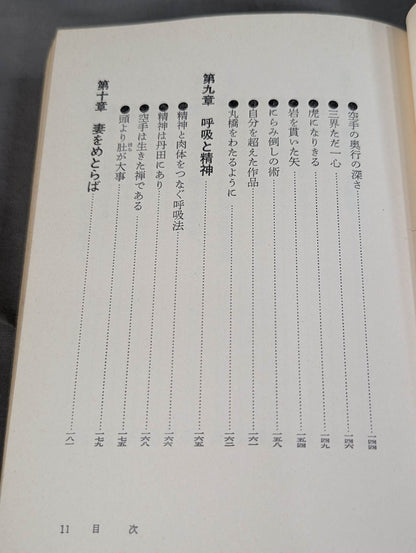 ●空手の奥行の深さ……一四四
●三界ただ一心……一四六
●虎になりきる……一四九
●岩を貫いた矢……一五四
●にらみ倒しの術……一五八
●自分を超えた作品……一六一
●丸橋をわたるように……一六二
第九章 呼吸と精神……一六五
●精神と肉体をつなぐ呼吸法……一六六
●精神は丹田にあり……一六八
●空手は生きた禅である……一七五
●頭より肚が大事……一七九
第十章 妻をめとらば……一八一
11 目次